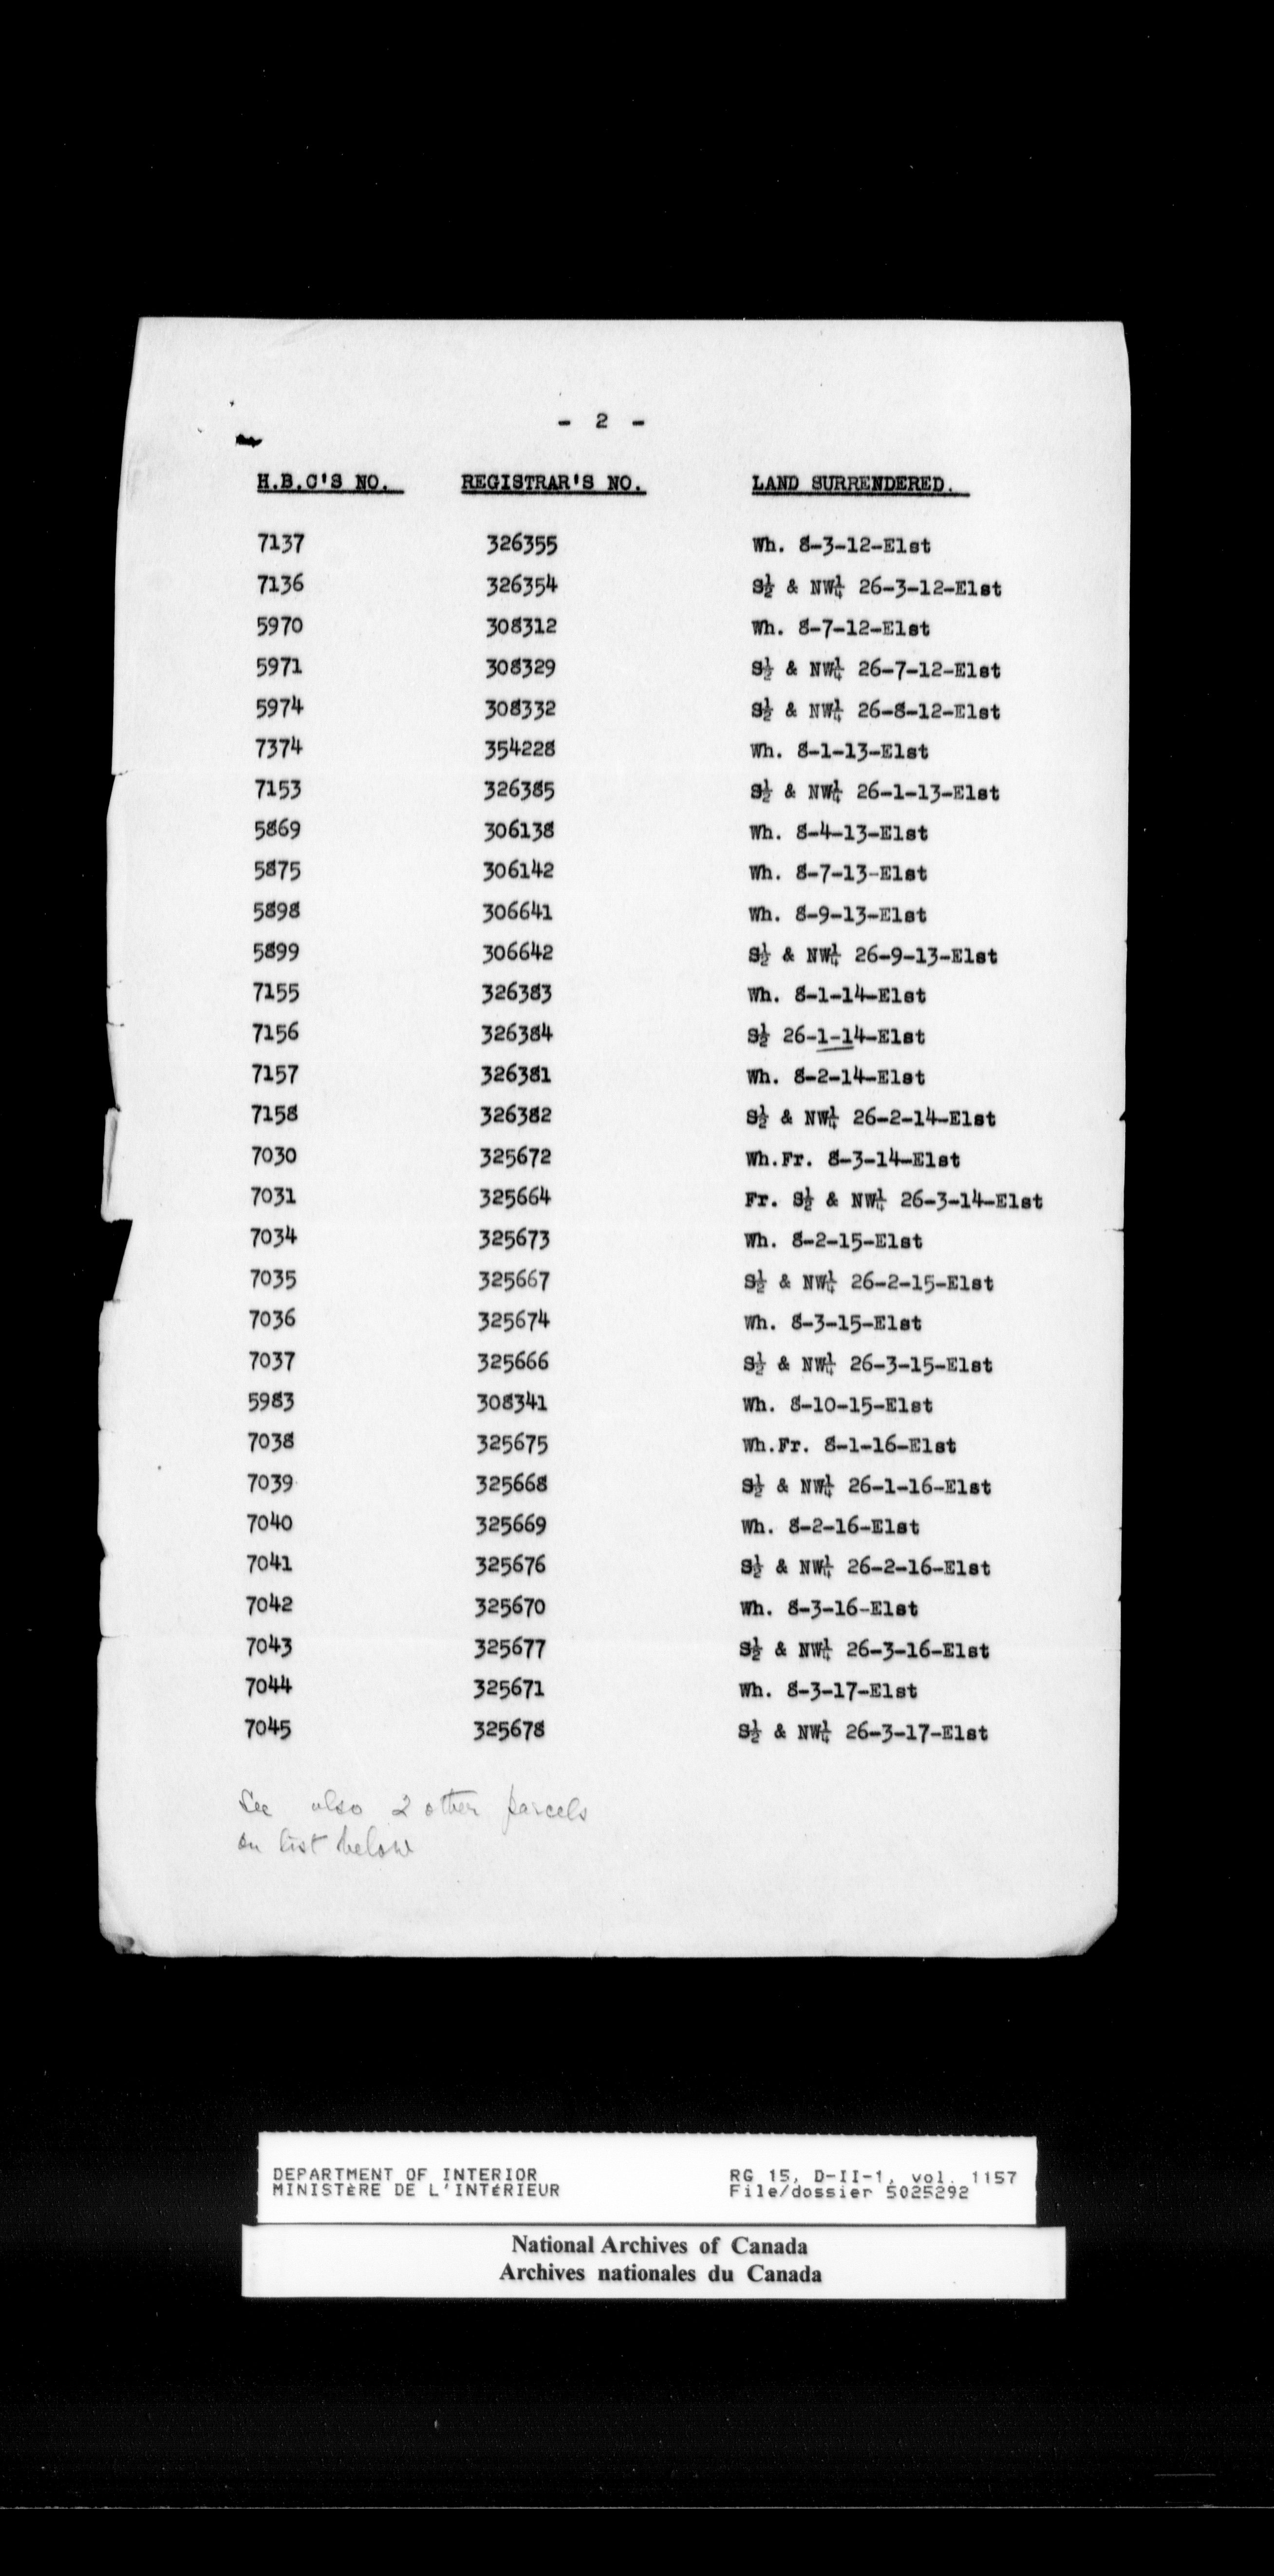 - 2 -
H.B.C'S NO. REGISTRAR'S NO. LAND SURRENDERED.
7137 326355 Wh. 8-3-12-E1st
7136 326354 S½ & NW¼ 26-3-12-E1st
5970 308312 Wh. 8-7-12-E1st
5971 308329 S½ & NW¼ 26-7-12-E1st
5974 308332 S½ & NW¼ 26-8-12-E1st
7374 354228 Wh. 8-1-13-E1st
7153 326385 S½ & NW¼ 26-1-13-E1st
5869 306138 Wh. 8-4-13-E1st
5875 306142 Wh. 8-7-13-E1st
5898 306641 Wh. 8-9-13-E1st
5899 306642 S½ & NW¼ 26-9-13-E1st
7155 326383 Wh. 8-1-14-E1st
7156 326384 S½ 26-1-14-E1st
7157 326381 Wh. 8-2-14-E1st
7158 326382 S½ & NW¼ 26-2-14-E1st
7030 325672 Wh.Fr. 8-3-14-E1st
7031 325664 Fr. S½ & NW¼ 26-3-14-E1st
7034 325673 Wh. 8-2-15-E1st
7035 325667 S½ & NW¼ 26-2-15-E1st
7036 325674 Wh. 8-3-15-E1st
7037 325666 S½ & NW¼ 26-3-15-E1st
5983 308341 Wh. 8-10-15-E1st
7038 325675 Wh.Fr. 8-1-16-E1st
7039 325668 S½ & NW¼ 26-1-16-E1st
7040 325669 Wh. 8-2-16-E1st
7041 325676 S½ & NW¼ 26-2-16-E1st
7042 325670 Wh. 8-3-16-E1st
7043 325677 S½ & NW¼ 26-3-16-E1st
7044 325671 Wh. 8-3-17-E1st
7045 325678 S½ & NW¼ 26-3-17-E1st
See also 2 other parcels
on list below
DEPARTMENT OF INTERIOR RG 15, D-II-1, vol. 1157
MINISTÈRE DE L'INTÉRIEUR File/dossier 5025292
National Archives of Canada
Archives nationales du Canada